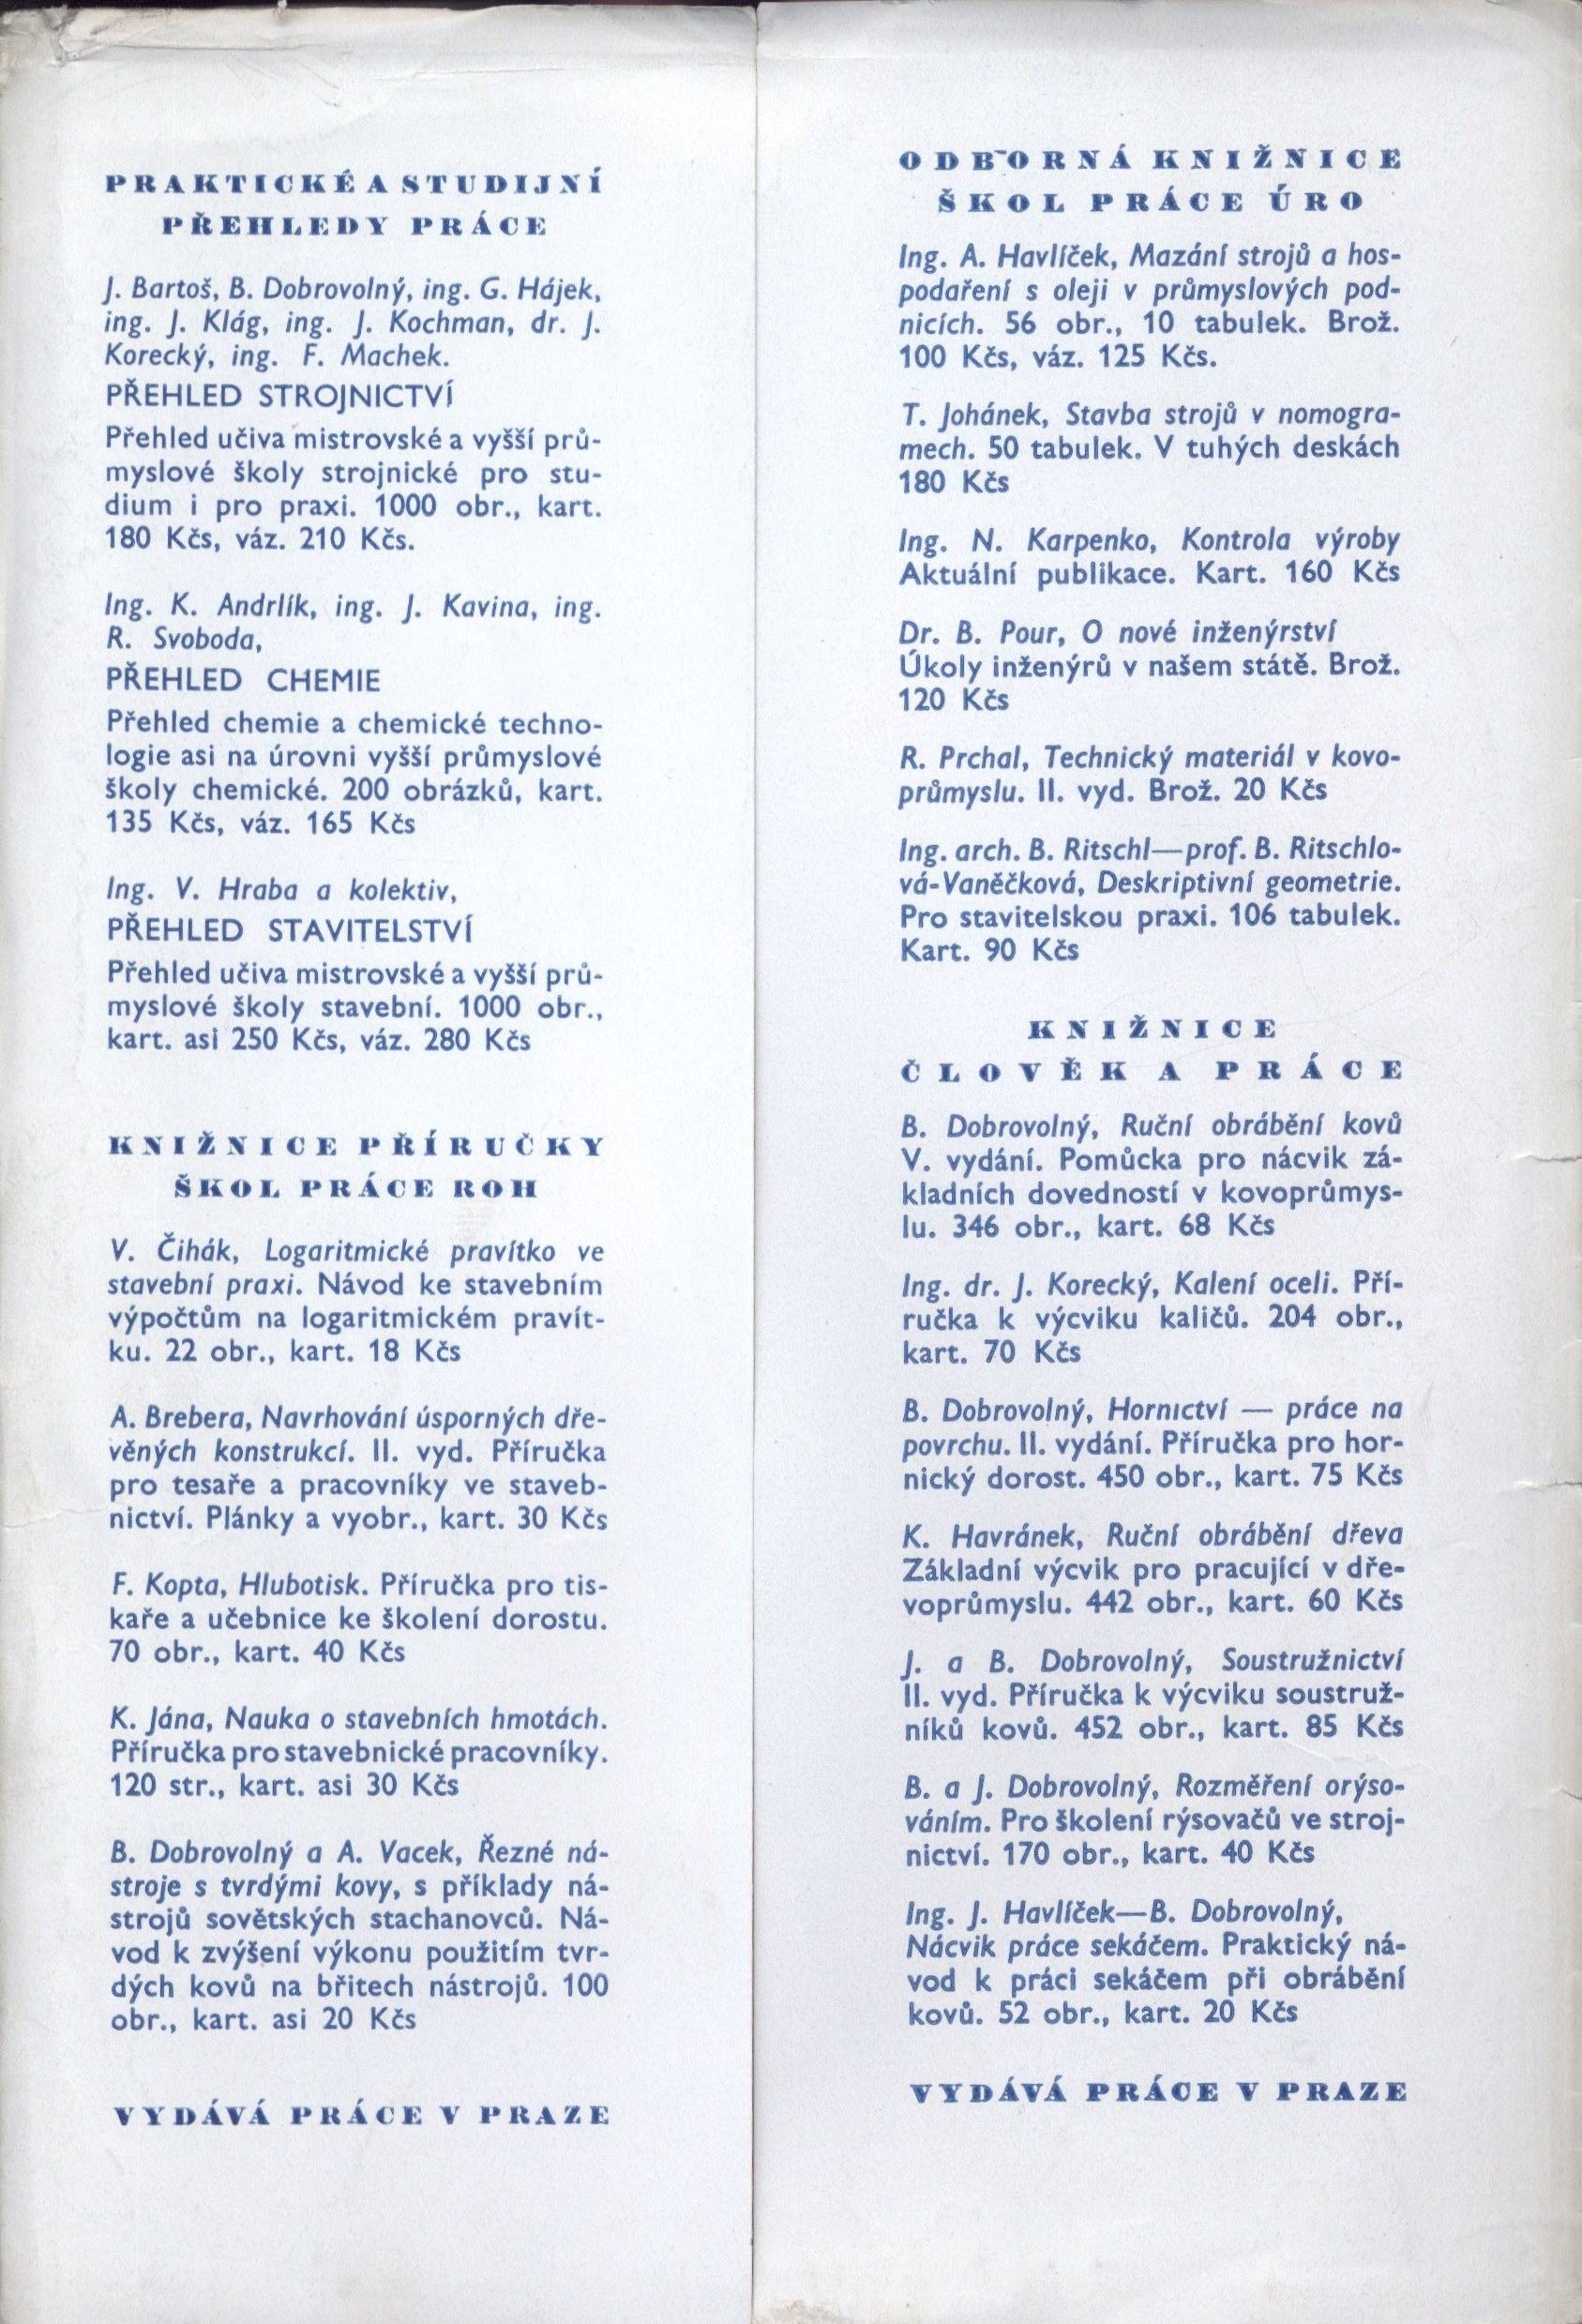 PRAKTICKÉ A STUDIJNÍ
PŘEHLEDY PRÁCE
J. Bartoš, B. Dobrovolný, ing. G. Hájek,
ing. J. Klág, ing. J. Kochman, dr. J.
Korecký, ing. F. Machek.
PŘEHLED STROJNICTVÍ
Přehled učiva mistrovské a vyšší prů-
myslové školy strojnické pro stu-
dium i pro praxi. 1000 obr., kart.
180 Kčs, váz. 210 Kčs.
Ing. K. Andrlík, ing. J. Kavina, ing.
R. Svoboda,
PŘEHLED CHEMIE
Přehled chemie a chemické techno-
logie asi na úrovni vyšší průmyslové
školy chemické. 200 obrázků, kart.
135 Kčs, váz. 165 Kčs
Ing. V. Hraba a kolektiv,
PŘEHLED STAVITELSTVÍ
Přehled učiva mistrovské a vyšší prů-
myslové školy stavební. 1000 obr.,
kart. asi 250 Kčs, váz. 280 Kčs
KNIŽNICE PŘÍRUČKY
ŠKOL PRÁCE ROH
V. Čihák, Logaritmické pravítko ve
stavební praxi. Návod ke stavebním
výpočtům na logaritmickém pravít-
ku. 22 obr., kart. 18 Kčs
A. Brebera, Navrhování úsporných dře-
věných konstrukcí. II. vyd. Příručka
pro tesaře a pracovníky ve staveb-
nictví. Plánky a vyobr., kart. 30 Kčs
F. Kopta, Hlubotisk. Příručka pro tis-
kaře a učebnice ke školení dorostu.
70 obr., kart. 40 Kčs
K. Jána, Nauka o stavebních hmotách.
Příručka pro stavebnické pracovníky.
120 str., kart. asi 30 Kčs
B. Dobrovolný a A. Vacek, Řezné ná-
stroje s tvrdými kovy, s příklady ná-
strojů sovětských stachanovců. Ná-
vod k zvýšení výkonu použitím tvr-
dých kovů na břitech nástrojů. 100
obr., kart. asi 20 Kčs
VYDÁVÁ PRÁCE V PRAZE
ODBORNÁ KNIŽNICE
ŠKOL PRÁCE ÚRO
Ing. A. Havlíček, Mazání strojů a hos-
podaření s oleji v průmyslových pod-
nicích. 56 obr., 10 tabulek. Brož.
100 Kčs, váz. 125 Kčs.
T. Johánek, Stavba strojů v nomogra-
mech. 50 tabulek. V tuhých deskách
180 Kčs
Ing. N. Karpenko, Kontrola výroby
Aktuální publikace. Kart. 160 Kčs
Dr. B. Pour, O nové inženýrství
Úkoly inženýrů v našem státě. Brož.
120 Kčs
R. Prchal, Technický materiál v kovo-
průmyslu. II. vyd. Brož. 20 Kčs
Ing. arch. B. Ritschl—prof. B. Ritschlo-
vá-Vaněčková, Deskriptivní geometrie.
Pro stavitelskou praxi. 106 tabulek.
Kart. 90 Kčs
KNIŽNICE
ČLOVĚK A PRÁCE
B. Dobrovolný, Ruční obrábění kovů
V. vydání. Pomůcka pro nácvik zá-
kladních dovedností v kovoprůmys-
lu. 346 obr., kart. 68 Kčs
Ing. dr. J. Korecký, Kalení oceli. Pří-
ručka k výcviku kaličů. 204 obr.,
kart. 70 Kčs
B. Dobrovolný, Hornictví — práce na
povrchu. II. vydání. Příručka pro hor-
nický dorost. 450 obr., kart. 75 Kčs
K. Havránek, Ruční obrábění dřeva
Základní výcvik pro pracující v dře-
voprůmyslu. 442 obr., kart. 60 Kčs
J. a B. Dobrovolný, Soustružnictví
II. vyd. Příručka k výcviku soustruž-
níků kovů. 452 obr., kart. 85 Kčs
B. a J. Dobrovolný, Rozměření orýso-
váním. Pro školení rýsovačů ve stroj-
nictví. 170 obr., kart. 40 Kčs
Ing. J. Havlíček—B. Dobrovolný,
Nácvik práce sekáčem. Praktický ná-
vod k práci sekáčem při obrábění
kovů. 52 obr., kart. 20 Kčs
VYDÁVÁ PRÁCE V PRAZE